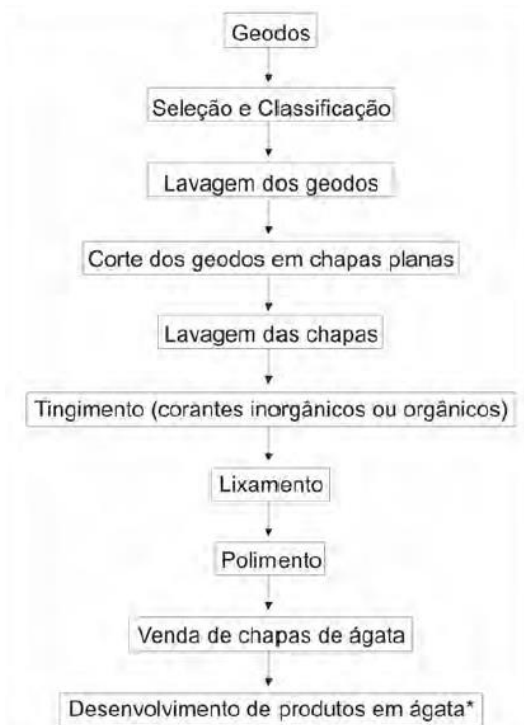 Geodos
Seleção e Classificação
Lavagem dos geodos
Corte dos geodos em chapas planas
Lavagem das chapas
Tingimento (corantes inorgânicos ou orgânicos)
Lixamento
Polimento
Venda de chapas de ágata
Desenvolvimento de produtos em ágata*